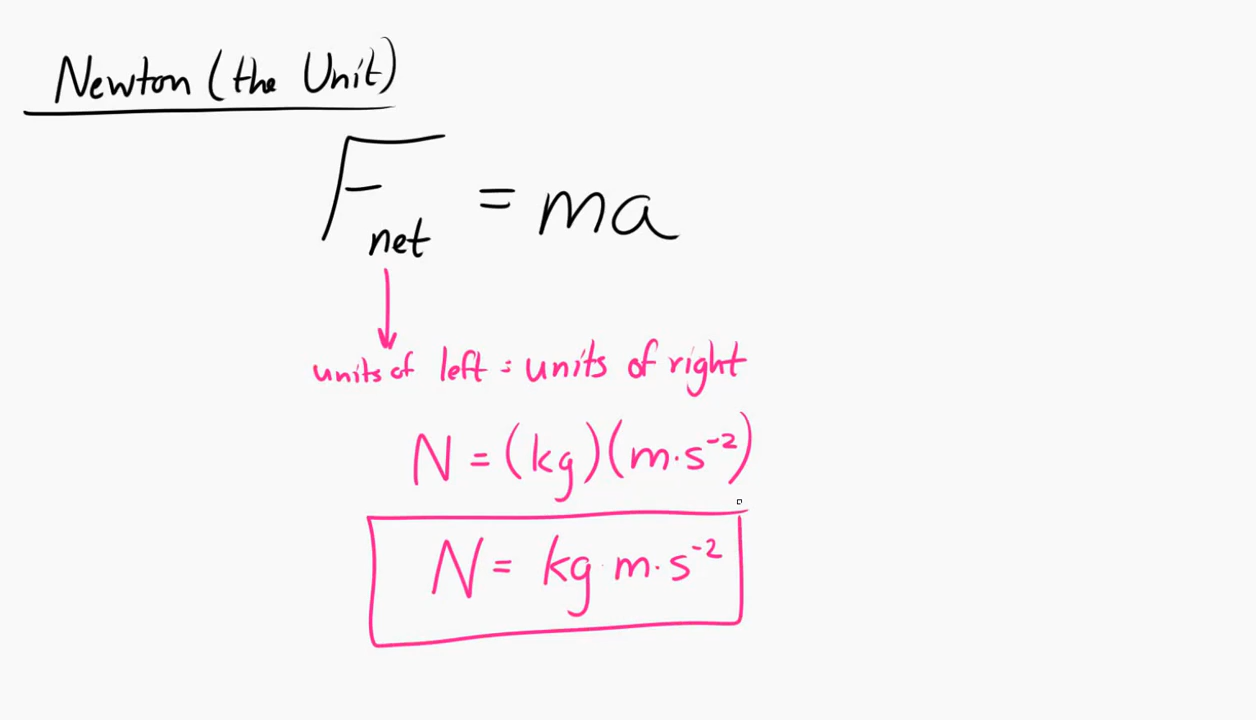 Newton (the Unit)
F_net = ma
units of left = units of right
N = (kg)(m·s⁻²)
N = kg m·s⁻²